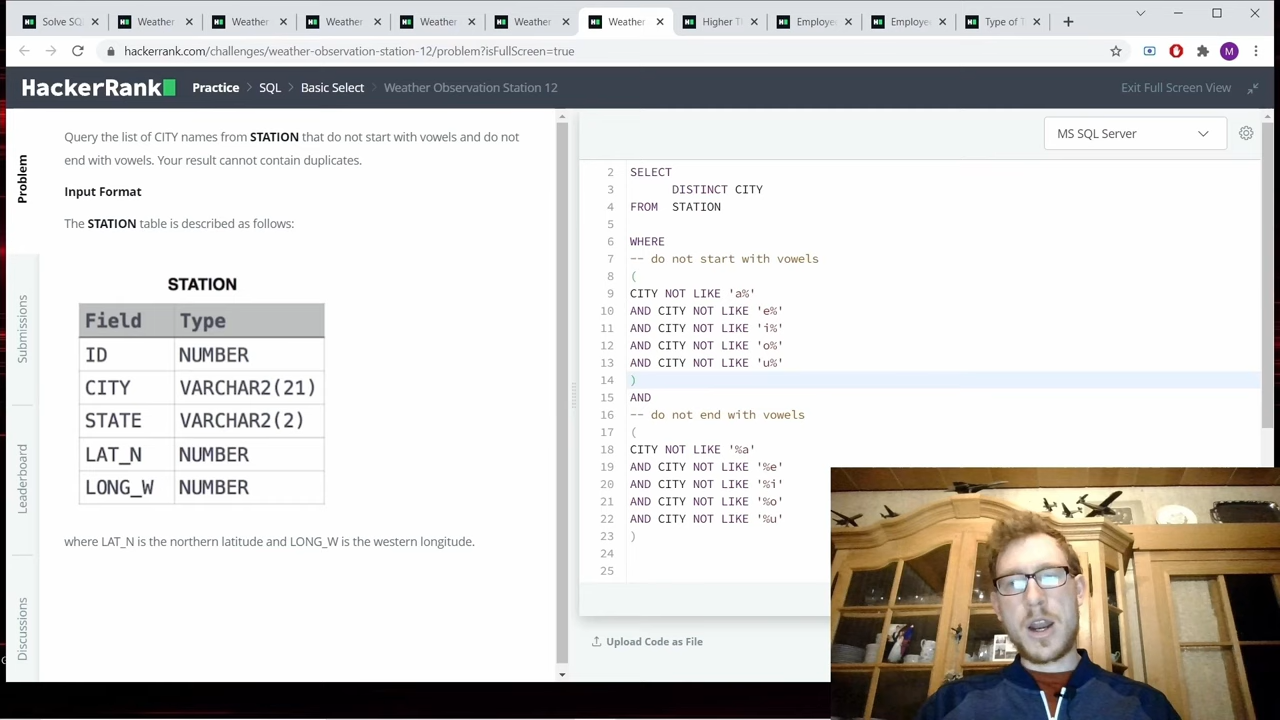 Solve SQ
Weather
Weather
Weather
Weather
Weather
Weather
Higher T
Employe
Employe
Type of T
hackerrank.com/challenges/weather-observation-station-12/problem?isFullScreen=true
M
HackerRank
Practice > SQL > Basic Select > Weather Observation Station 12
Exit Full Screen View
Problem
Submissions
Leaderboard
Discussions
Query the list of CITY names from STATION that do not start with vowels and do not
end with vowels. Your result cannot contain duplicates.
Input Format
The STATION table is described as follows:
STATION
Field Type
ID NUMBER
CITY VARCHAR2(21)
STATE VARCHAR2(2)
LAT_N NUMBER
LONG_W NUMBER
where LAT_N is the northern latitude and LONG_W is the western longitude.
MS SQL Server
2 SELECT
3 DISTINCT CITY
4 FROM STATION
5
6 WHERE
7 -- do not start with vowels
8 (
9 CITY NOT LIKE 'a%'
10 AND CITY NOT LIKE 'e%'
11 AND CITY NOT LIKE 'i%'
12 AND CITY NOT LIKE 'o%'
13 AND CITY NOT LIKE 'u%'
14 )
15 AND
16 -- do not end with vowels
17 (
18 CITY NOT LIKE '%a'
19 AND CITY NOT LIKE '%e'
20 AND CITY NOT LIKE '%i'
21 AND CITY NOT LIKE '%o'
22 AND CITY NOT LIKE '%u'
23 )
24
25
Upload Code as File